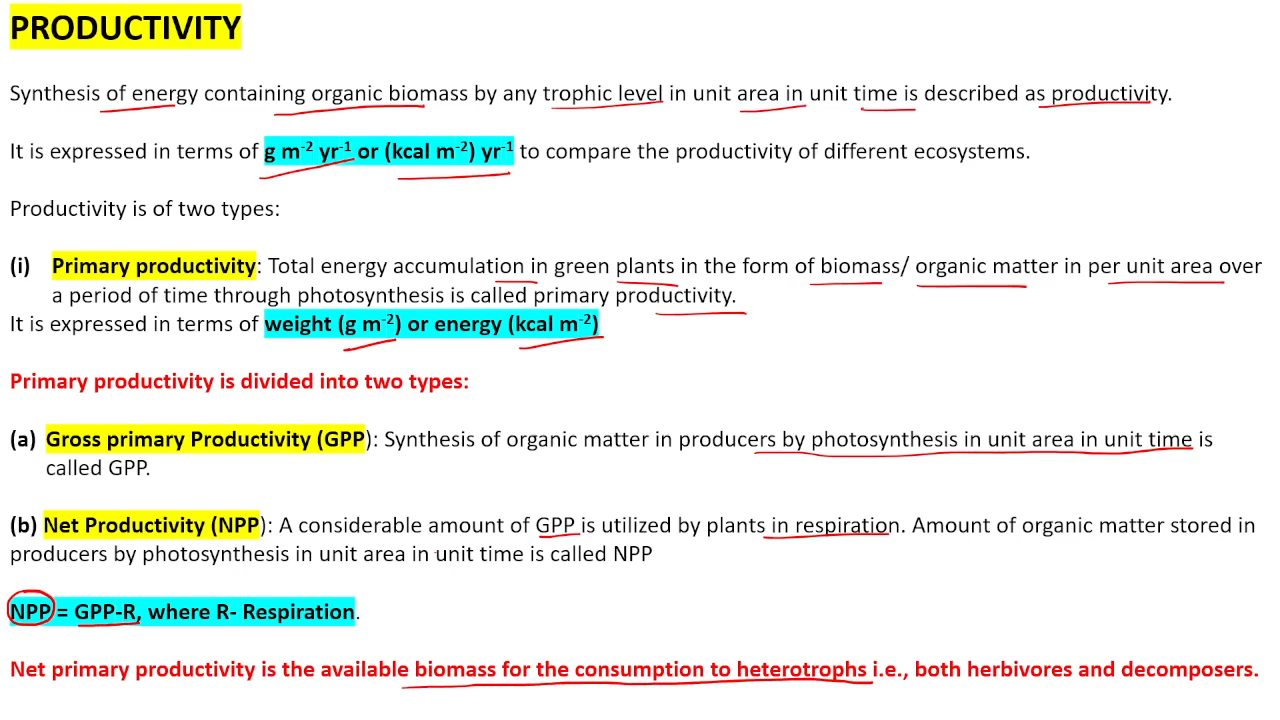 PRODUCTIVITY
Synthesis of energy containing organic biomass by any trophic level in unit area in unit time is described as productivity.
It is expressed in terms of g m⁻² yr⁻¹ or (kcal m⁻²) yr⁻¹ to compare the productivity of different ecosystems.
Productivity is of two types:
(i) Primary productivity: Total energy accumulation in green plants in the form of biomass/ organic matter in per unit area over
a period of time through photosynthesis is called primary productivity.
It is expressed in terms of weight (g m⁻²) or energy (kcal m⁻²)
Primary productivity is divided into two types:
(a) Gross primary Productivity (GPP): Synthesis of organic matter in producers by photosynthesis in unit area in unit time is
called GPP.
(b) Net Productivity (NPP): A considerable amount of GPP is utilized by plants in respiration. Amount of organic matter stored in
producers by photosynthesis in unit area in unit time is called NPP
NPP = GPP-R, where R- Respiration.
Net primary productivity is the available biomass for the consumption to heterotrophs i.e., both herbivores and decomposers.